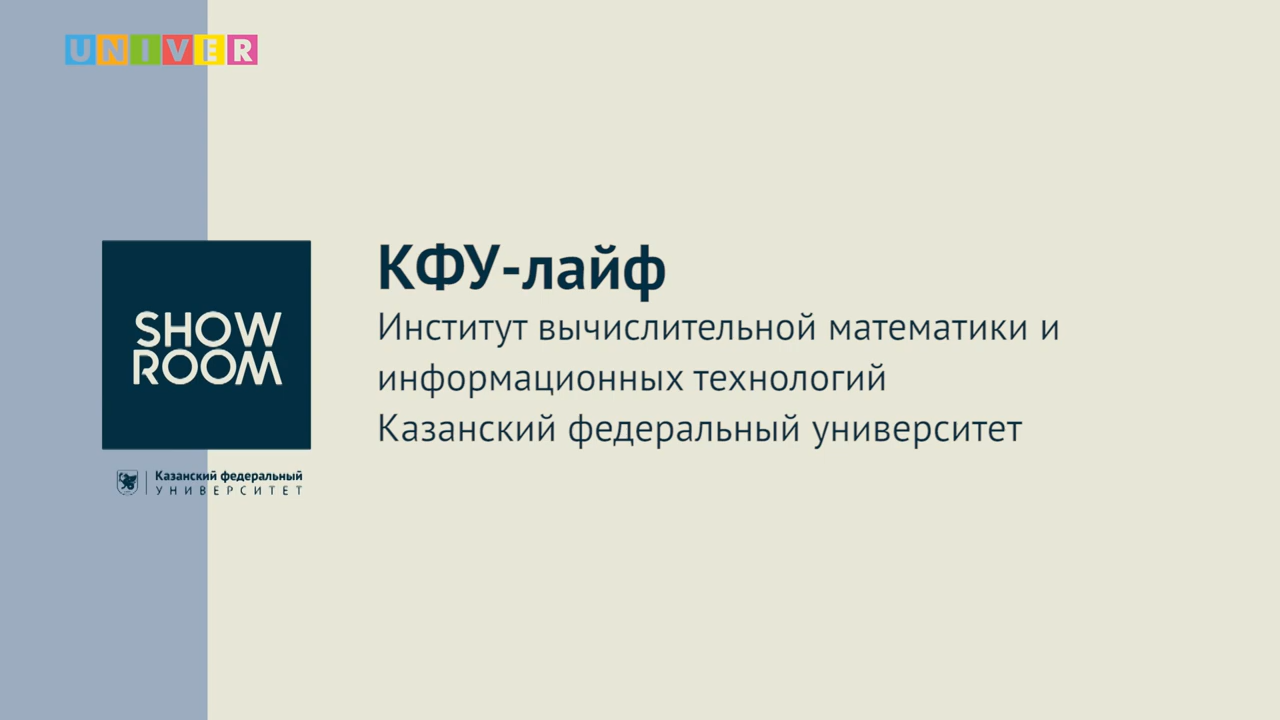 UNIVER
SHOW
ROOM
Казанский федеральный
УНИВЕРСИТЕТ
КФУ-лайф
Институт вычислительной математики и
информационных технологий
Казанский федеральный университет